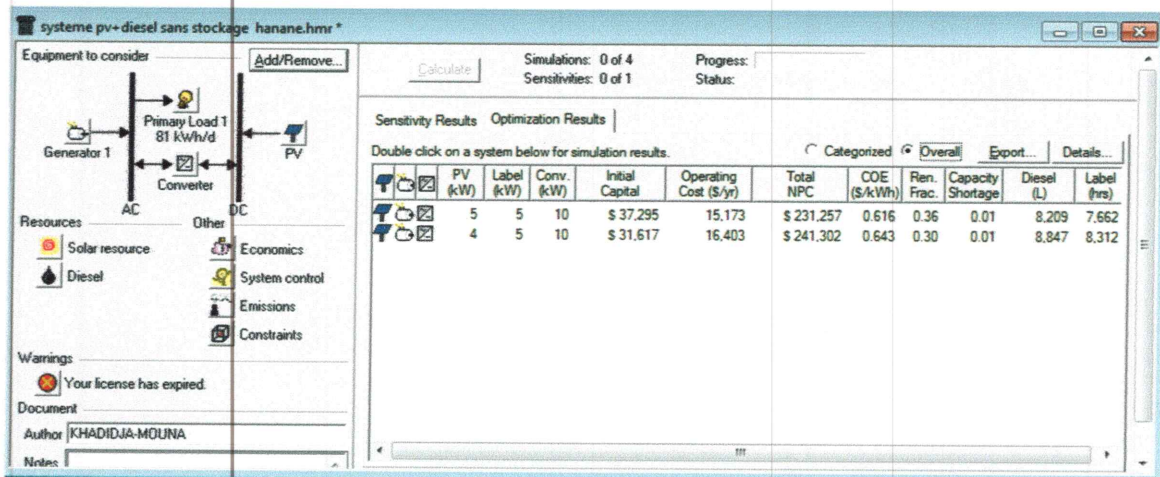 systeme pv+diesel sans stockage hanane.hmr *
Equipment to consider
Add/Remove...
Primary Load 1
81 kWh/d
Generator 1
PV
Converter
AC
DC
Resources
Other
Solar resource
Economics
Diesel
System control
Emissions
Constraints
Warnings
Your license has expired.
Document
Author KHADIDJA-MOUNA
Notes
Calculate
Simulations: 0 of 4
Progress:
Sensitivities: 0 of 1
Status:
Sensitivity Results Optimization Results
Double click on a system below for simulation results.
Categorized Overall Export... Details...
PV (kW) Label (kW) Conv. (kW) Initial Capital Operating Cost ($/yr) Total NPC COE ($/kWh) Ren. Frac. Capacity Shortage Diesel (L) Label (hrs)
5 5 10 $ 37,295 15,173 $ 231,257 0.616 0.36 0.01 8,209 7,662
4 5 10 $ 31,617 16,403 $ 241,302 0.643 0.30 0.01 8,847 8,312